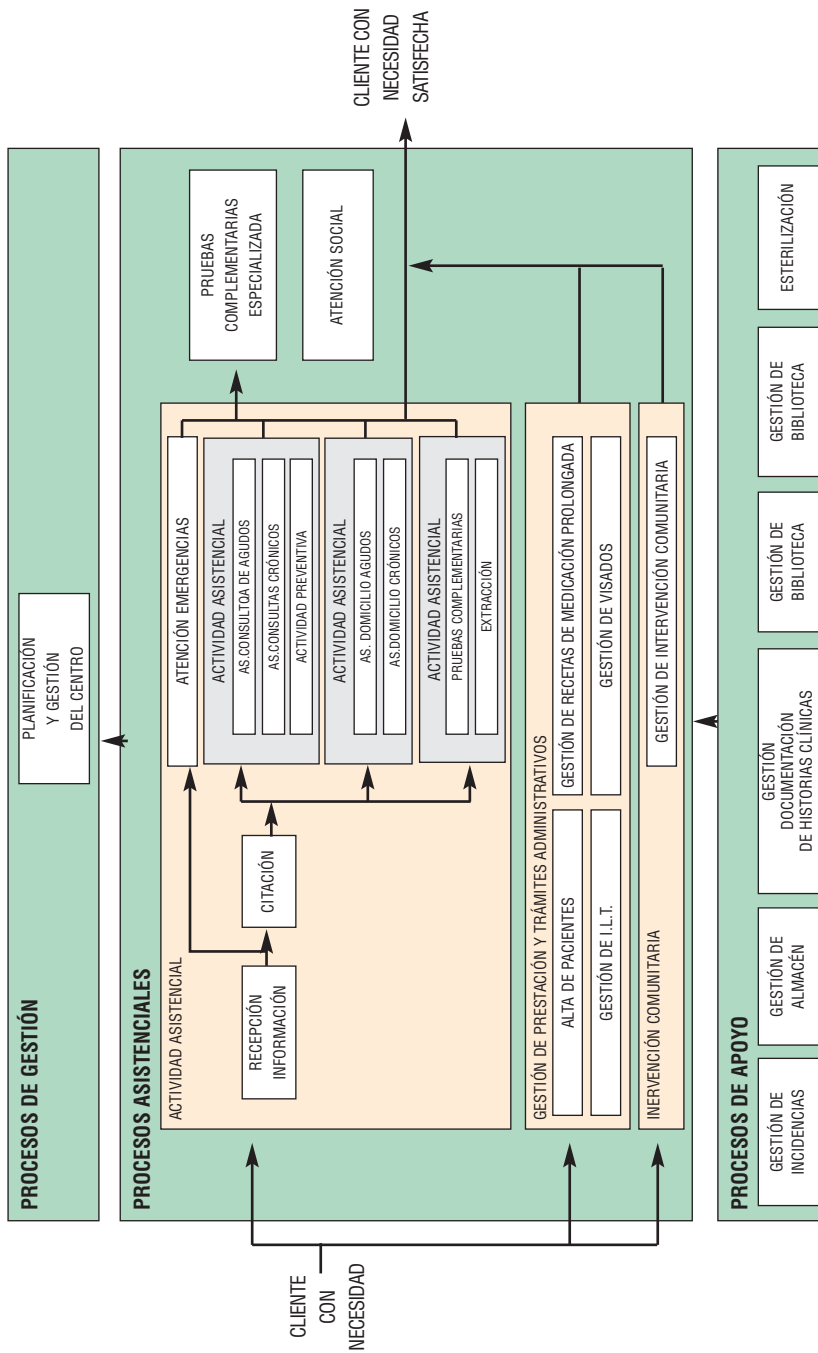 PROCESOS DE GESTIÓN
PLANIFICACIÓN
Y GESTIÓN
DEL CENTRO
CLIENTE
CON
NECESIDAD
PROCESOS ASISTENCIALES
ACTIVIDAD ASISTENCIAL
RECEPCIÓN
INFORMACIÓN
CITACIÓN
ATENCIÓN EMERGENCIAS
ACTIVIDAD ASISTENCIAL
AS.CONSULTQA DE AGUDOS
AS.CONSULTAS CRÓNICOS
ACTIVIDAD PREVENTIVA
ACTIVIDAD ASISTENCIAL
AS. DOMICILIO AGUDOS
AS.DOMICILIO CRÓNICOS
ACTIVIDAD ASISTENCIAL
PRUEBAS COMPLEMENTARIAS
EXTRACCIÓN
PRUEBAS
COMPLEMENTARIAS
ESPECIALIZADA
ATENCIÓN SOCIAL
GESTIÓN DE PRESTACIÓN Y TRÁMITES ADMINISTRATIVOS
ALTA DE PACIENTES
GESTIÓN DE RECETAS DE MEDICACIÓN PROLONGADA
GESTIÓN DE I.L.T.
GESTIÓN DE VISADOS
INERVENCIÓN COMUNITARIA
GESTIÓN DE INTERVENCIÓN COMUNITARIA
CLIENTE CON
NECESIDAD
SATISFECHA
PROCESOS DE APOYO
GESTIÓN DE
INCIDENCIAS
GESTIÓN DE
ALMACÉN
GESTIÓN
DOCUMENTACIÓN
DE HISTORIAS CLÍNICAS
GESTIÓN DE
BIBLIOTECA
GESTIÓN DE
BIBLIOTECA
ESTERILIZACIÓN